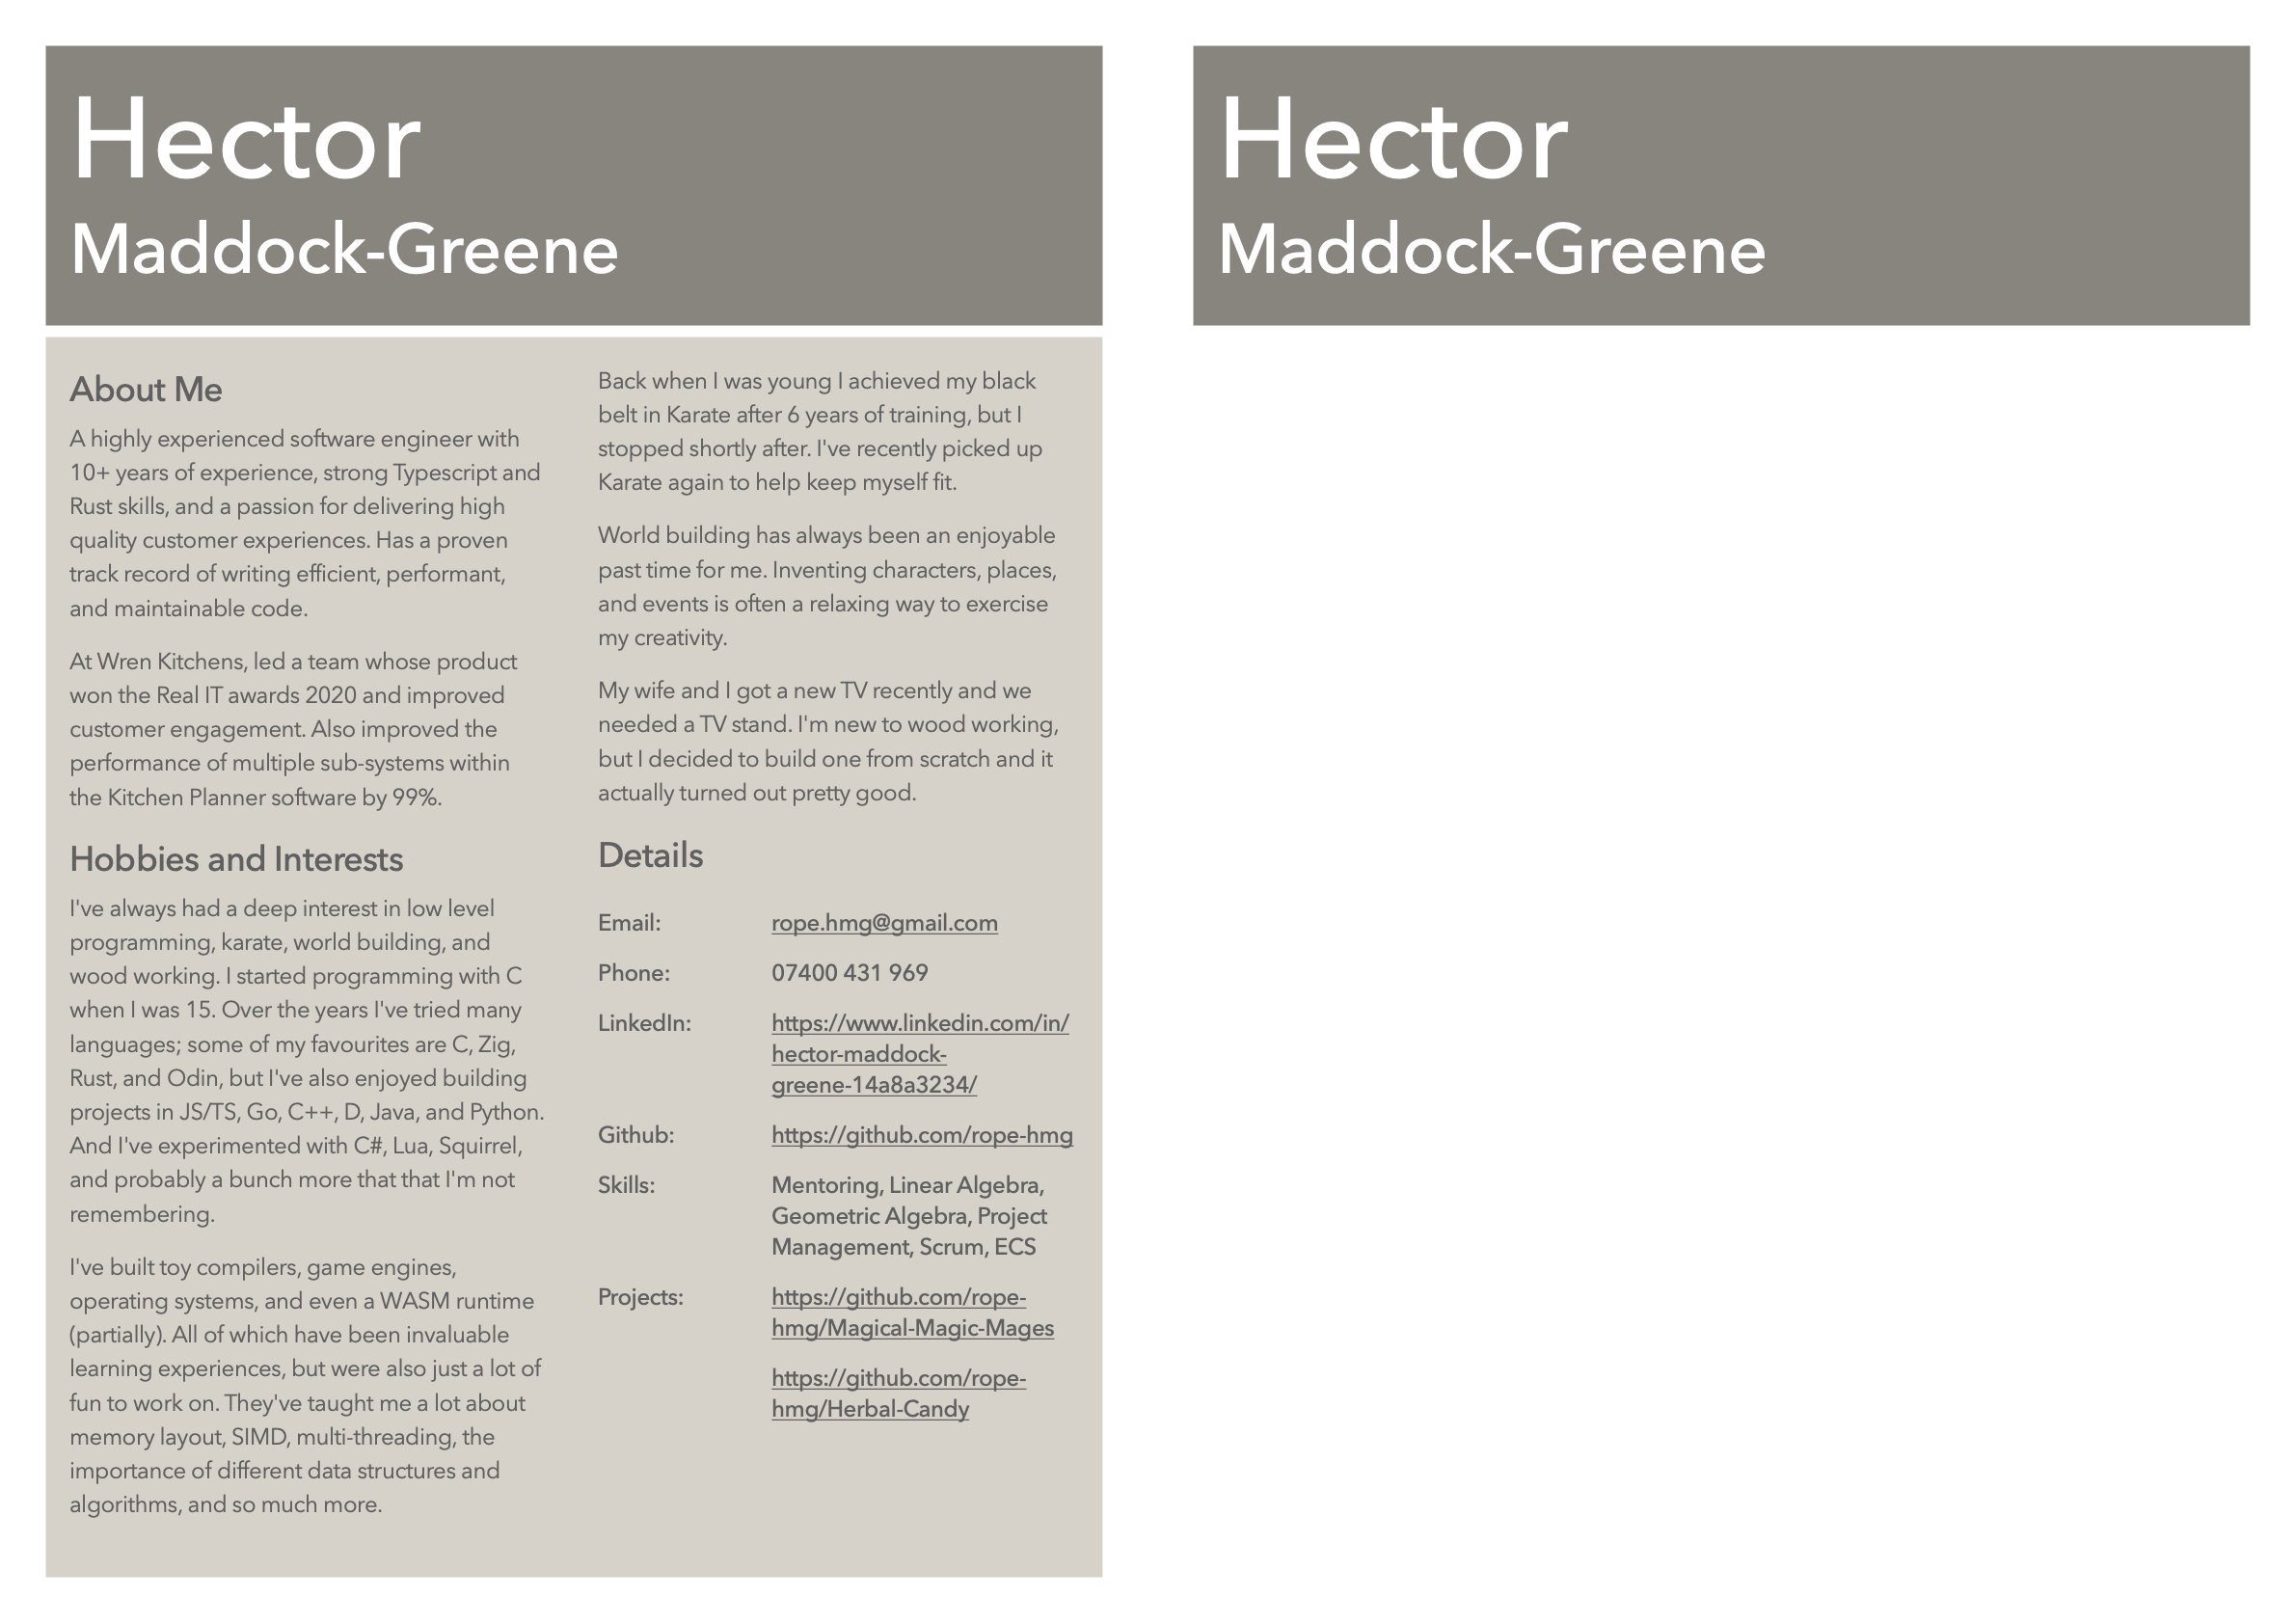 Hector
Maddock-Greene
About Me
A highly experienced software engineer with
10+ years of experience, strong Typescript and
Rust skills, and a passion for delivering high
quality customer experiences. Has a proven
track record of writing efficient, performant,
and maintainable code.
At Wren Kitchens, led a team whose product
won the Real IT awards 2020 and improved
customer engagement. Also improved the
performance of multiple sub-systems within
the Kitchen Planner software by 99%.
Hobbies and Interests
I've always had a deep interest in low level
programming, karate, world building, and
wood working. I started programming with C
when I was 15. Over the years I've tried many
languages; some of my favourites are C, Zig,
Rust, and Odin, but I've also enjoyed building
projects in JS/TS, Go, C++, D, Java, and Python.
And I've experimented with C#, Lua, Squirrel,
and probably a bunch more that that I'm not
remembering.
I've built toy compilers, game engines,
operating systems, and even a WASM runtime
(partially). All of which have been invaluable
learning experiences, but were also just a lot of
fun to work on. They've taught me a lot about
memory layout, SIMD, multi-threading, the
importance of different data structures and
algorithms, and so much more.
Back when I was young I achieved my black
belt in Karate after 6 years of training, but I
stopped shortly after. I've recently picked up
Karate again to help keep myself fit.
World building has always been an enjoyable
past time for me. Inventing characters, places,
and events is often a relaxing way to exercise
my creativity.
My wife and I got a new TV recently and we
needed a TV stand. I'm new to wood working,
but I decided to build one from scratch and it
actually turned out pretty good.
Details
Email: rope.hmg@gmail.com
Phone: 07400 431 969
LinkedIn: https://www.linkedin.com/in/
hector-maddock-
greene-14a8a3234/
Github: https://github.com/rope-hmg
Skills: Mentoring, Linear Algebra,
Geometric Algebra, Project
Management, Scrum, ECS
Projects: https://github.com/rope-
hmg/Magical-Magic-Mages
https://github.com/rope-
hmg/Herbal-Candy
Hector
Maddock-Greene